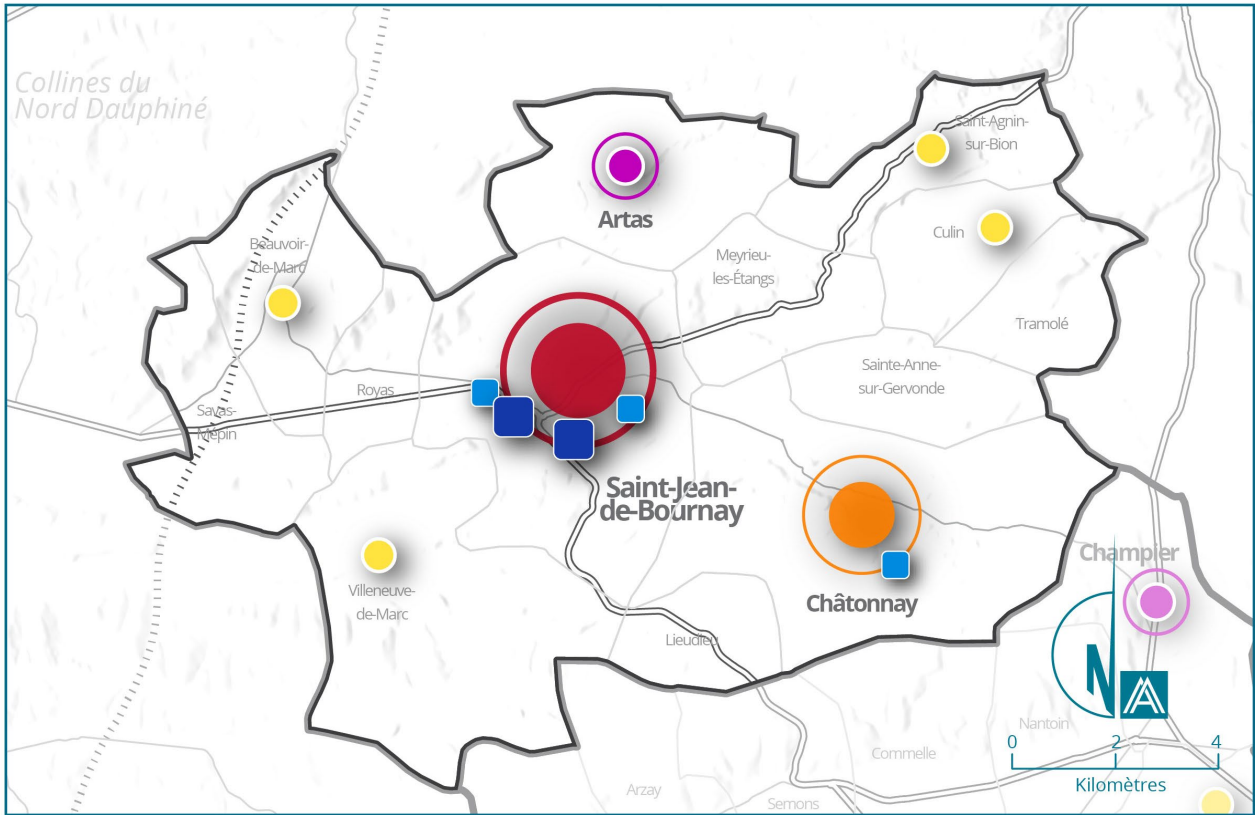 Collines du
Nord Dauphiné
Saint-Agnin-
sur-Bion
Artas
Culin
Beauvoir-
de-Marc
Meyrieu-
les-Étangs
Tramolé
Sainte-Anne-
sur-Gervonde
Royas
Savas-
Mépin
Saint-Jean-
de-Bournay
Champier
Villeneuve-
de-Marc
Châtonnay
Lieudieu
N
Nantoin
0 2 4
Kilomètres
Commelle
Arzay
Semons